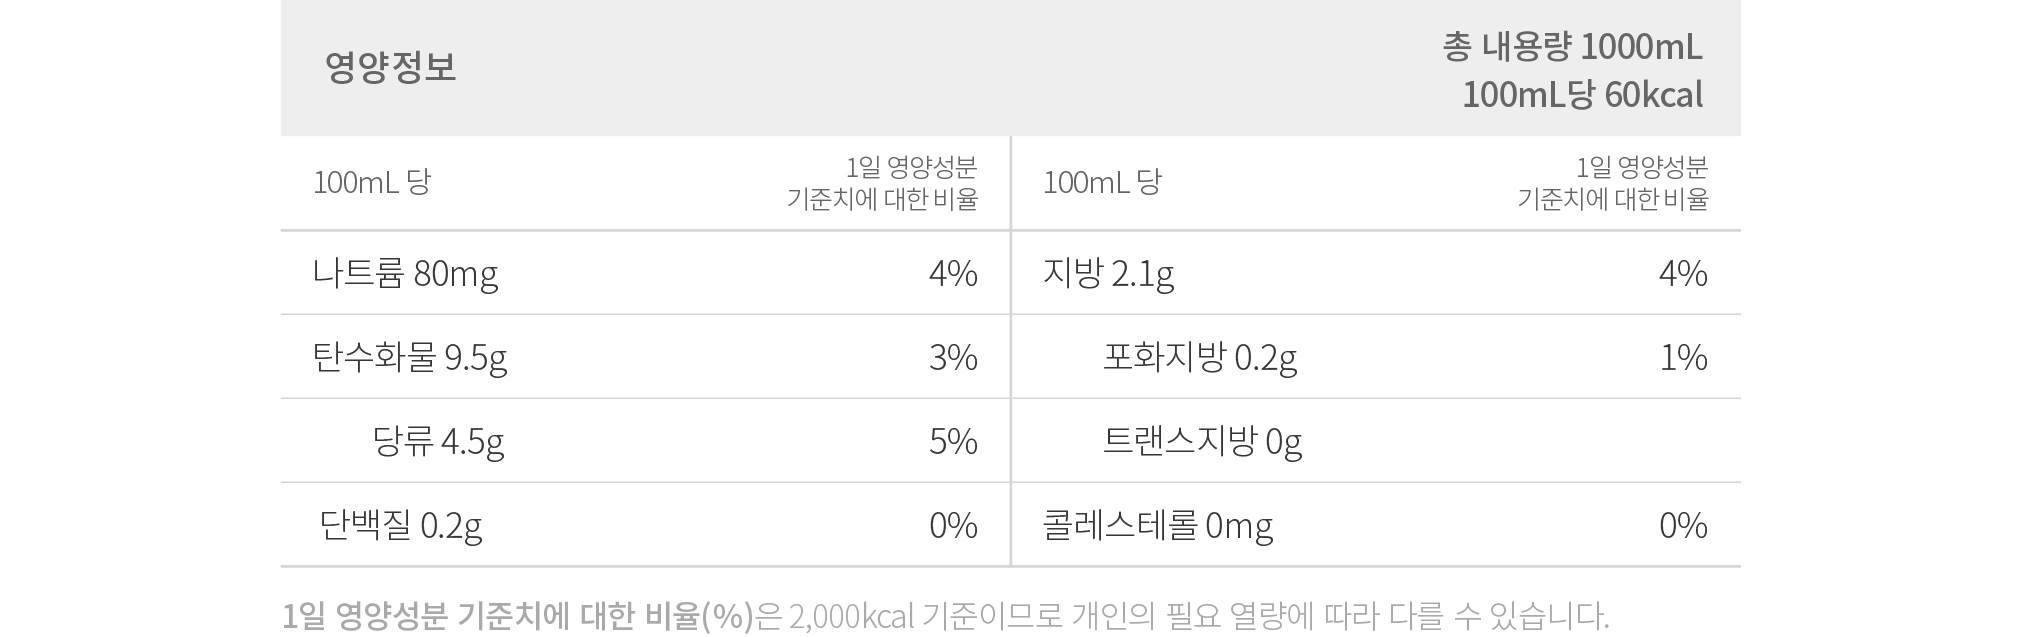 영양정보
총 내용량 1000mL
100mL당 60kcal
100mL 당
1일 영양성분
기준치에 대한 비율
100mL 당
1일 영양성분
기준치에 대한 비율
나트륨 80mg 4%
지방 2.1g 4%
탄수화물 9.5g 3%
포화지방 0.2g 1%
당류 4.5g 5%
트랜스지방 0g
단백질 0.2g 0%
콜레스테롤 0mg 0%
1일 영양성분 기준치에 대한 비율(%)은 2,000kcal 기준이므로 개인의 필요 열량에 따라 다를 수 있습니다.